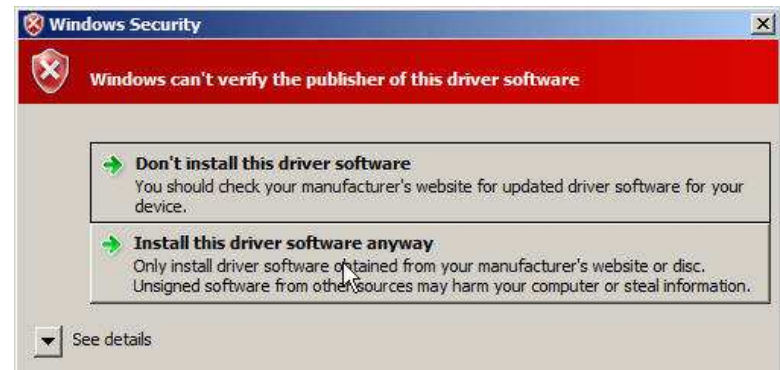 Windows Security
Windows can't verify the publisher of this driver software
Don't install this driver software
You should check your manufacturer's website for updated driver software for your
device.
Install this driver software anyway
Only install driver software obtained from your manufacturer's website or disc.
Unsigned software from other sources may harm your computer or steal information.
See details